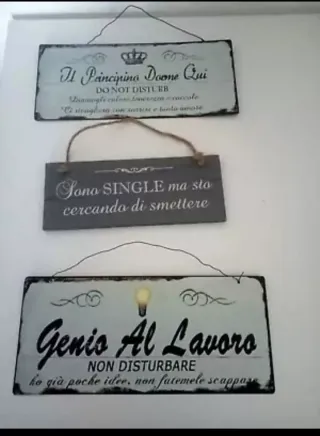 Il Principino Dorme Qui
DO NOT DISTURB
Sono SINGLE ma sto
cercando di smettere
Genio Al Lavoro
NON DISTURBARE
ho già poche idee, non fatemele scappare